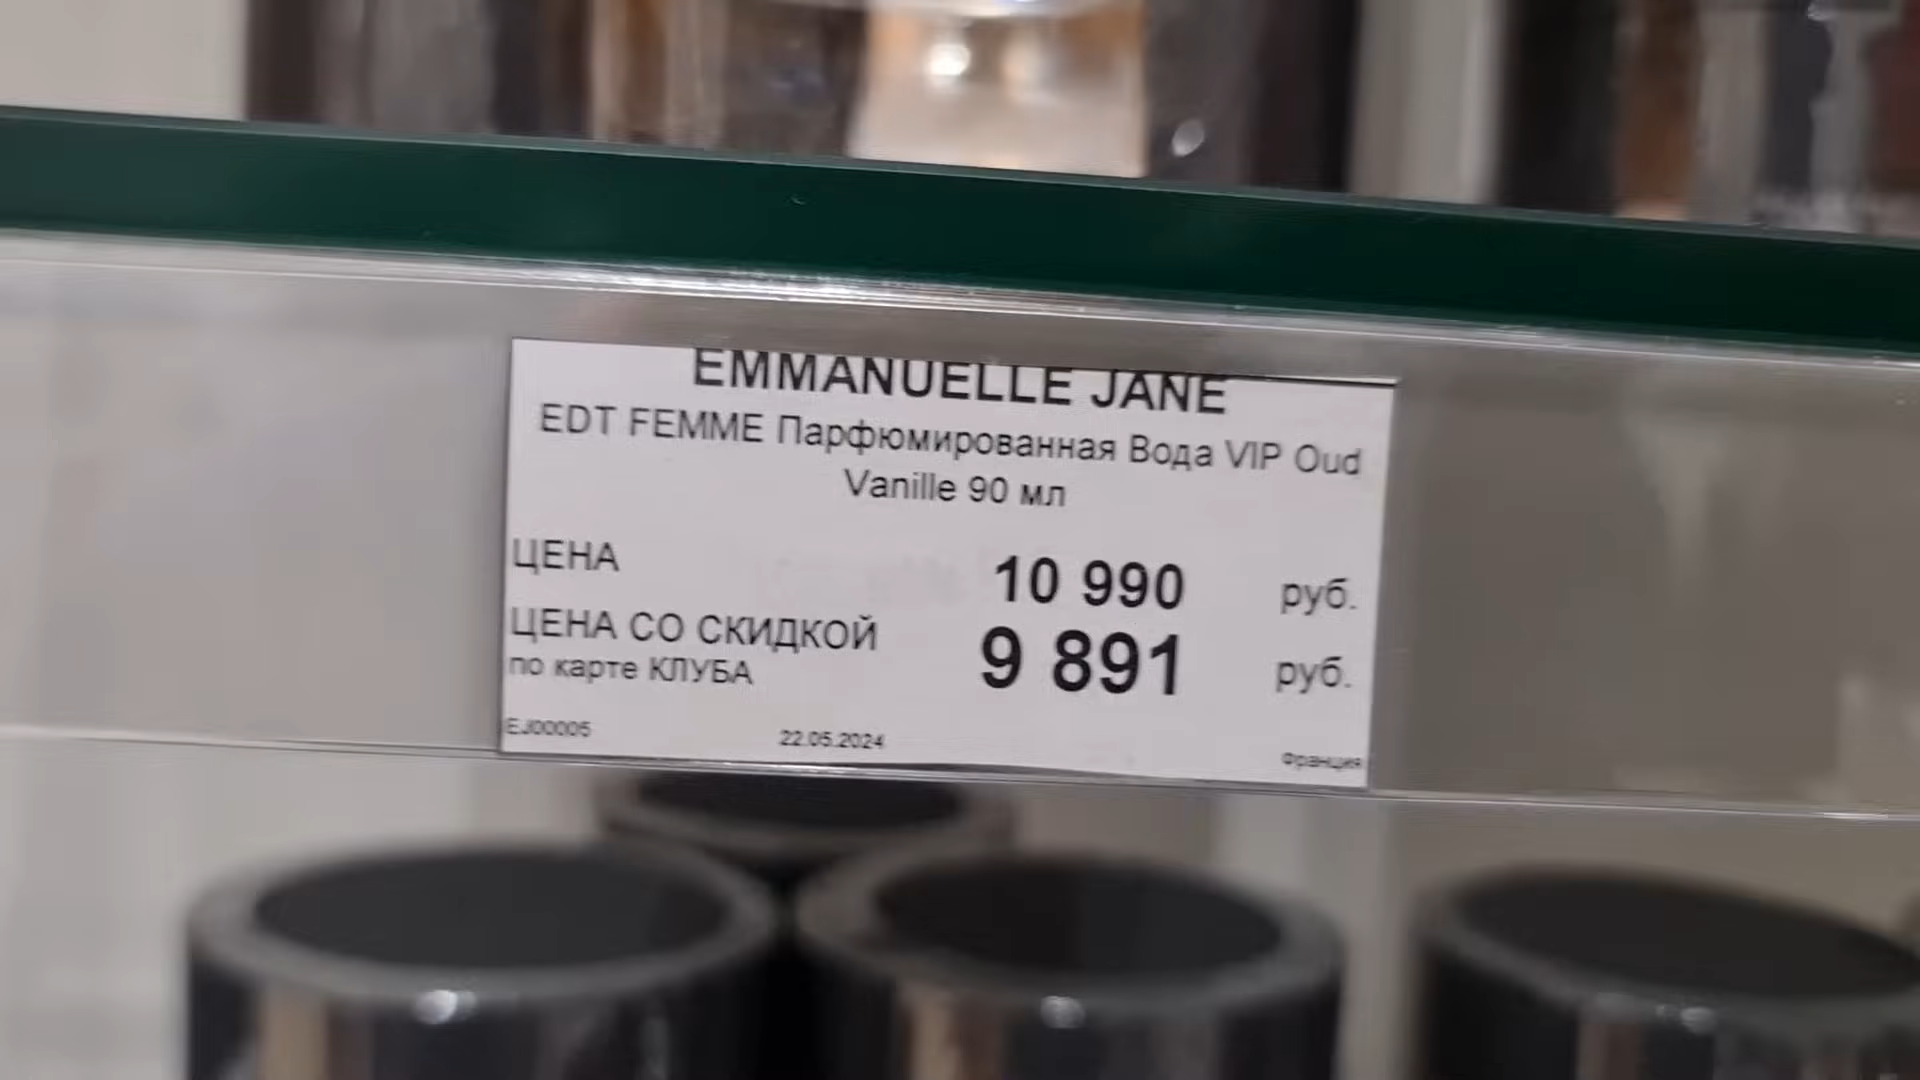 EMMANUELLE JANE
EDT FEMME Парфюмированная Вода VIP Oud
Vanille 90 мл
ЦЕНА 10 990 руб.
ЦЕНА СО СКИДКОЙ 9 891 руб.
по карте КЛУБА
EJ00005 22.05.2024 Франция